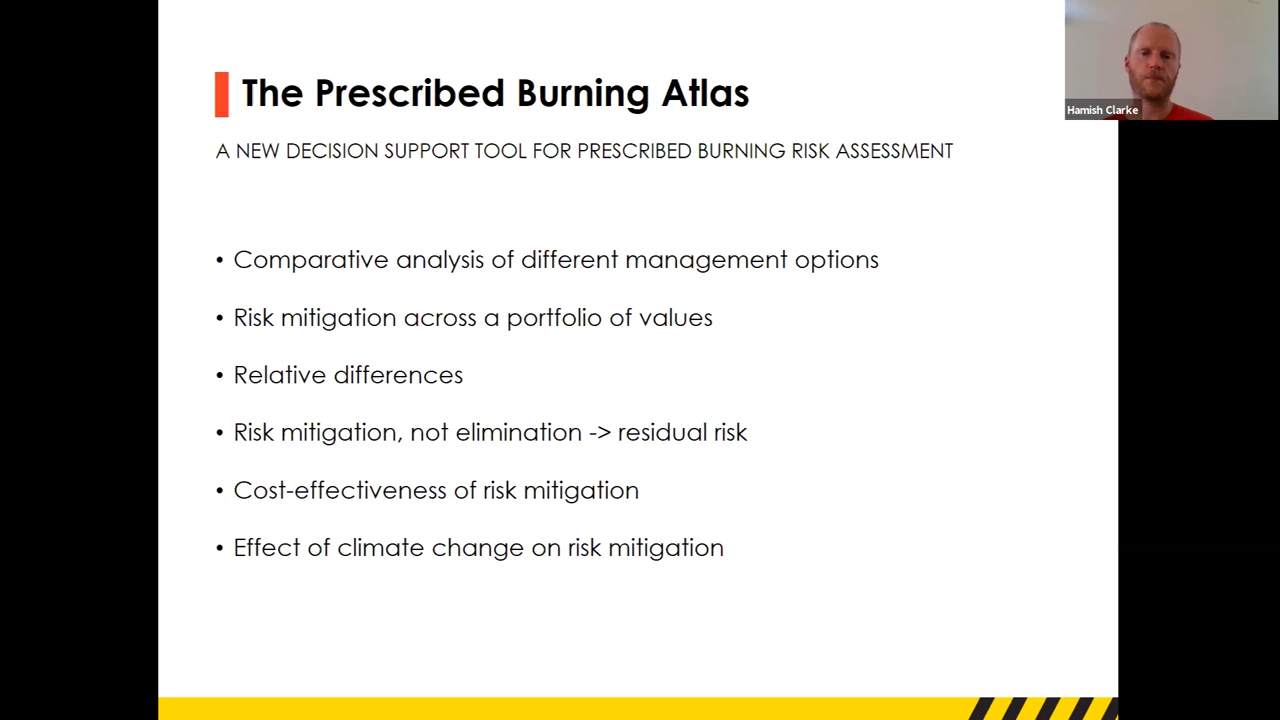 The Prescribed Burning Atlas
Hamish Clarke
A NEW DECISION SUPPORT TOOL FOR PRESCRIBED BURNING RISK ASSESSMENT
• Comparative analysis of different management options
• Risk mitigation across a portfolio of values
• Relative differences
• Risk mitigation, not elimination -> residual risk
• Cost-effectiveness of risk mitigation
• Effect of climate change on risk mitigation